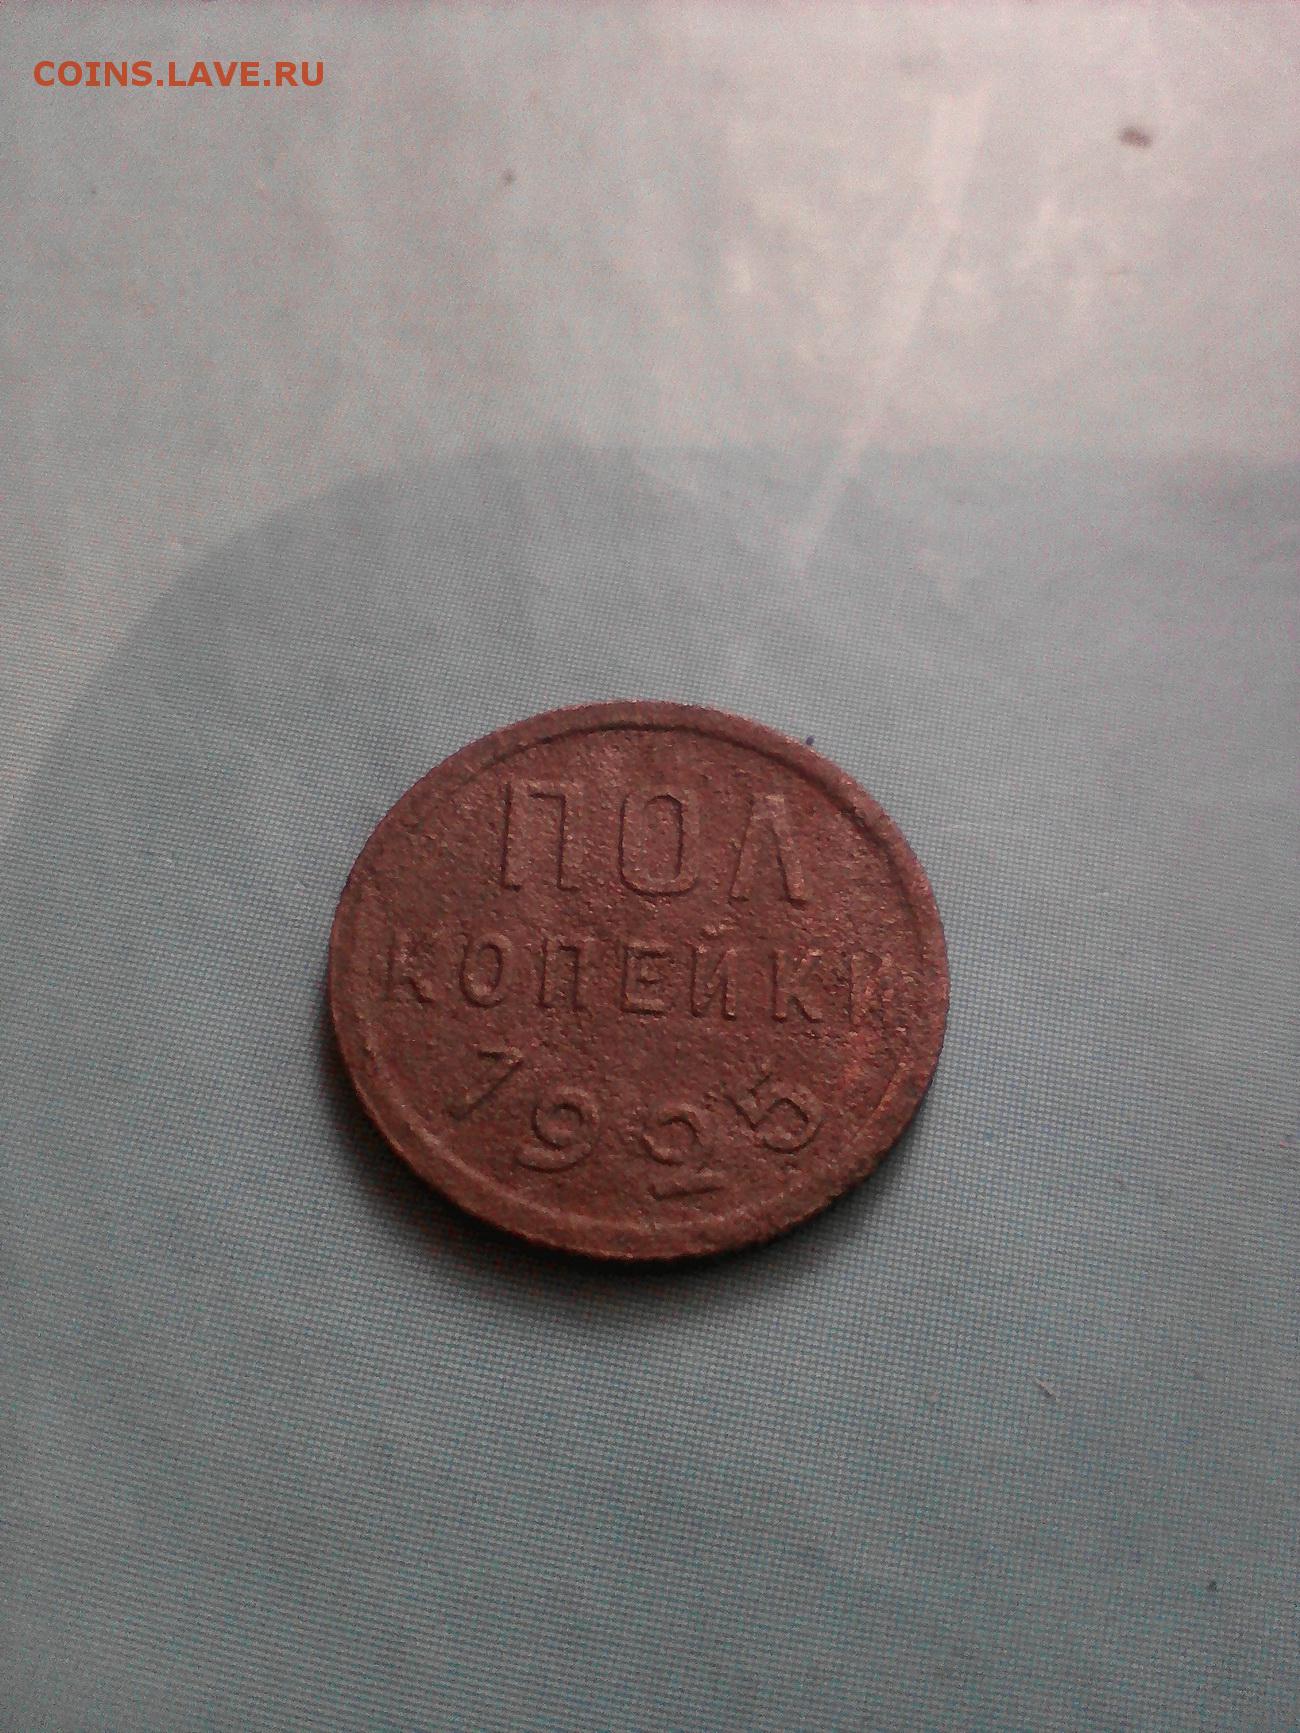 COINS.LAVE.RU
ПОЛ
КОПЕЙКИ
1925